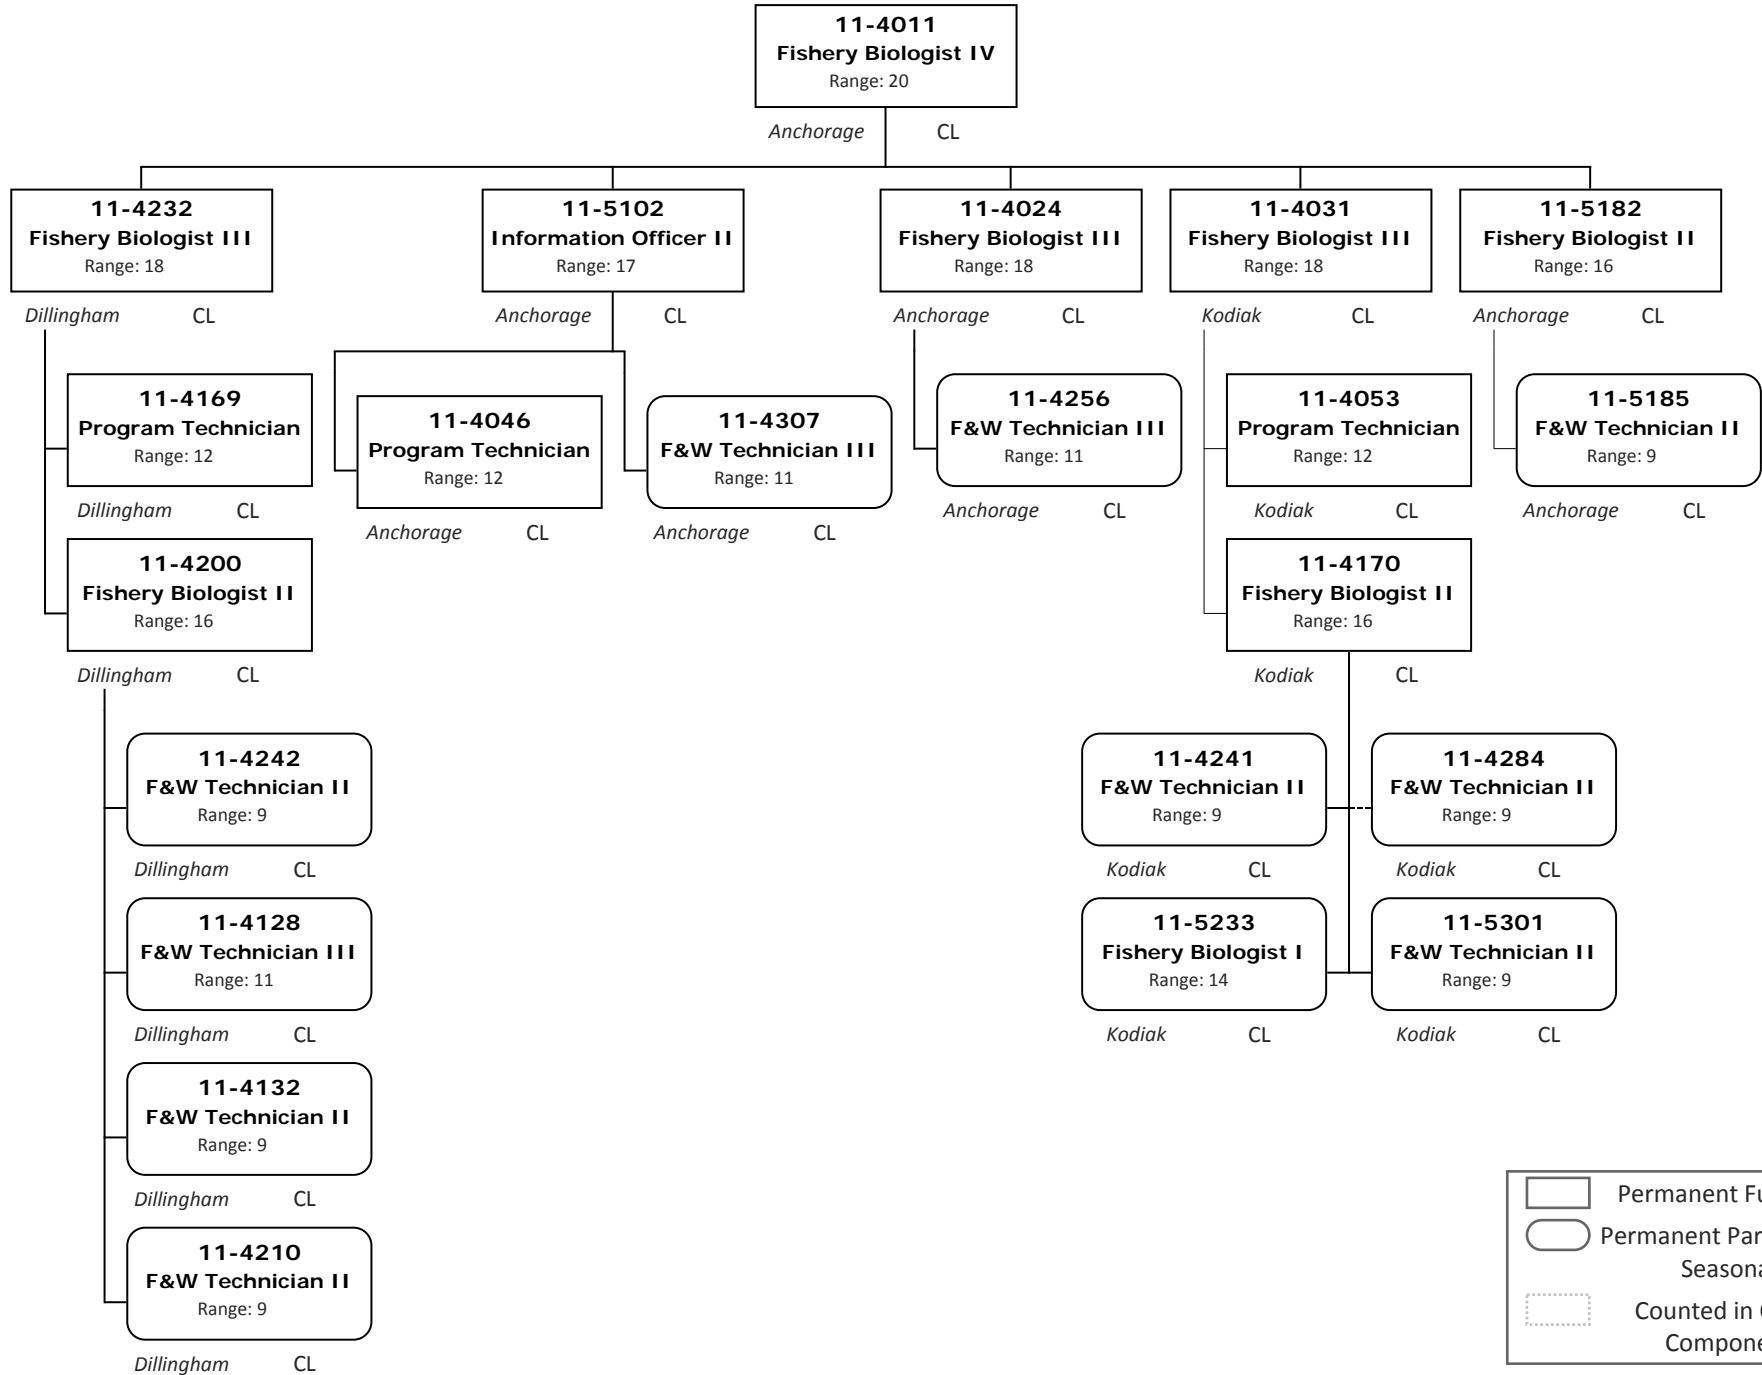 11-4011
Fishery Biologist IV
Range: 20
Anchorage CL
11-4232
Fishery Biologist III
Range: 18
Dillingham CL
11-5102
Information Officer II
Range: 17
Anchorage CL
11-4024
Fishery Biologist III
Range: 18
Anchorage CL
11-4031
Fishery Biologist III
Range: 18
Kodiak CL
11-5182
Fishery Biologist II
Range: 16
Anchorage CL
11-4169
Program Technician
Range: 12
Dillingham CL
11-4046
Program Technician
Range: 12
Anchorage CL
11-4307
F&W Technician III
Range: 11
Anchorage CL
11-4256
F&W Technician III
Range: 11
Anchorage CL
11-4053
Program Technician
Range: 12
Kodiak CL
11-5185
F&W Technician II
Range: 9
Anchorage CL
11-4200
Fishery Biologist II
Range: 16
Dillingham CL
11-4170
Fishery Biologist II
Range: 16
Kodiak CL
11-4242
F&W Technician II
Range: 9
Dillingham CL
11-4241
F&W Technician II
Range: 9
Kodiak CL
11-4284
F&W Technician II
Range: 9
Kodiak CL
11-4128
F&W Technician III
Range: 11
Dillingham CL
11-5233
Fishery Biologist I
Range: 14
Kodiak CL
11-5301
F&W Technician II
Range: 9
Kodiak CL
11-4132
F&W Technician II
Range: 9
Dillingham CL
11-4210
F&W Technician II
Range: 9
Dillingham CL
Permanent
Permanent
Counted in